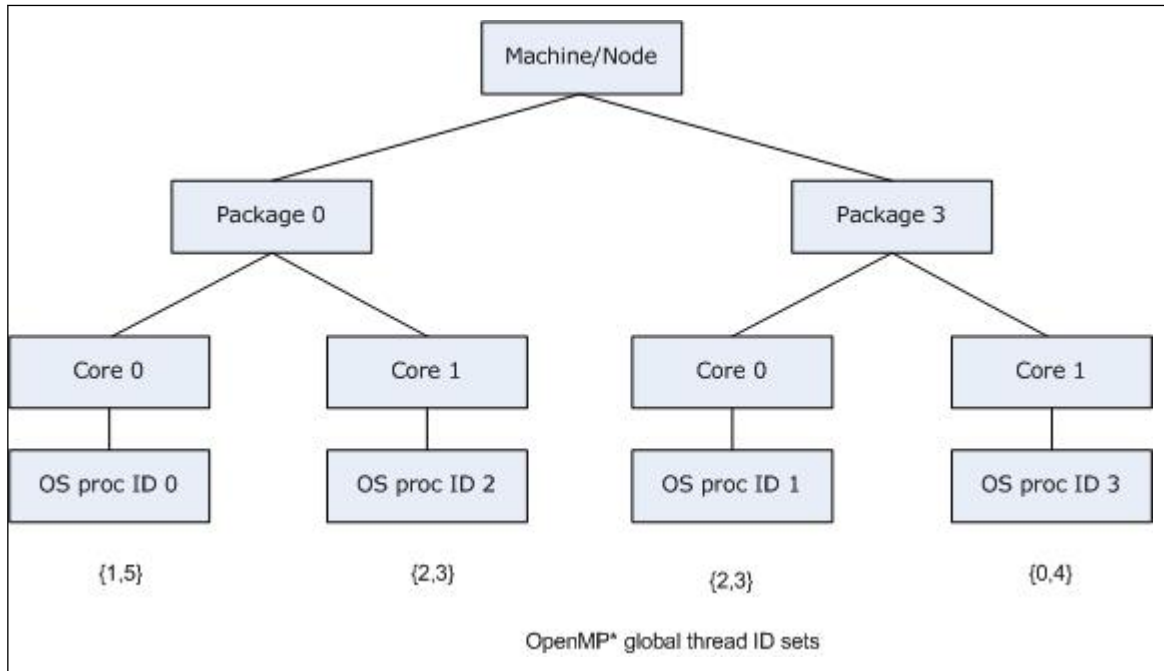 Machine/Node
Package 0
Package 3
Core 0
Core 1
Core 0
Core 1
OS proc ID 0
OS proc ID 2
OS proc ID 1
OS proc ID 3
{1,5}
{2,3}
{2,3}
{0,4}
OpenMP* global thread ID sets